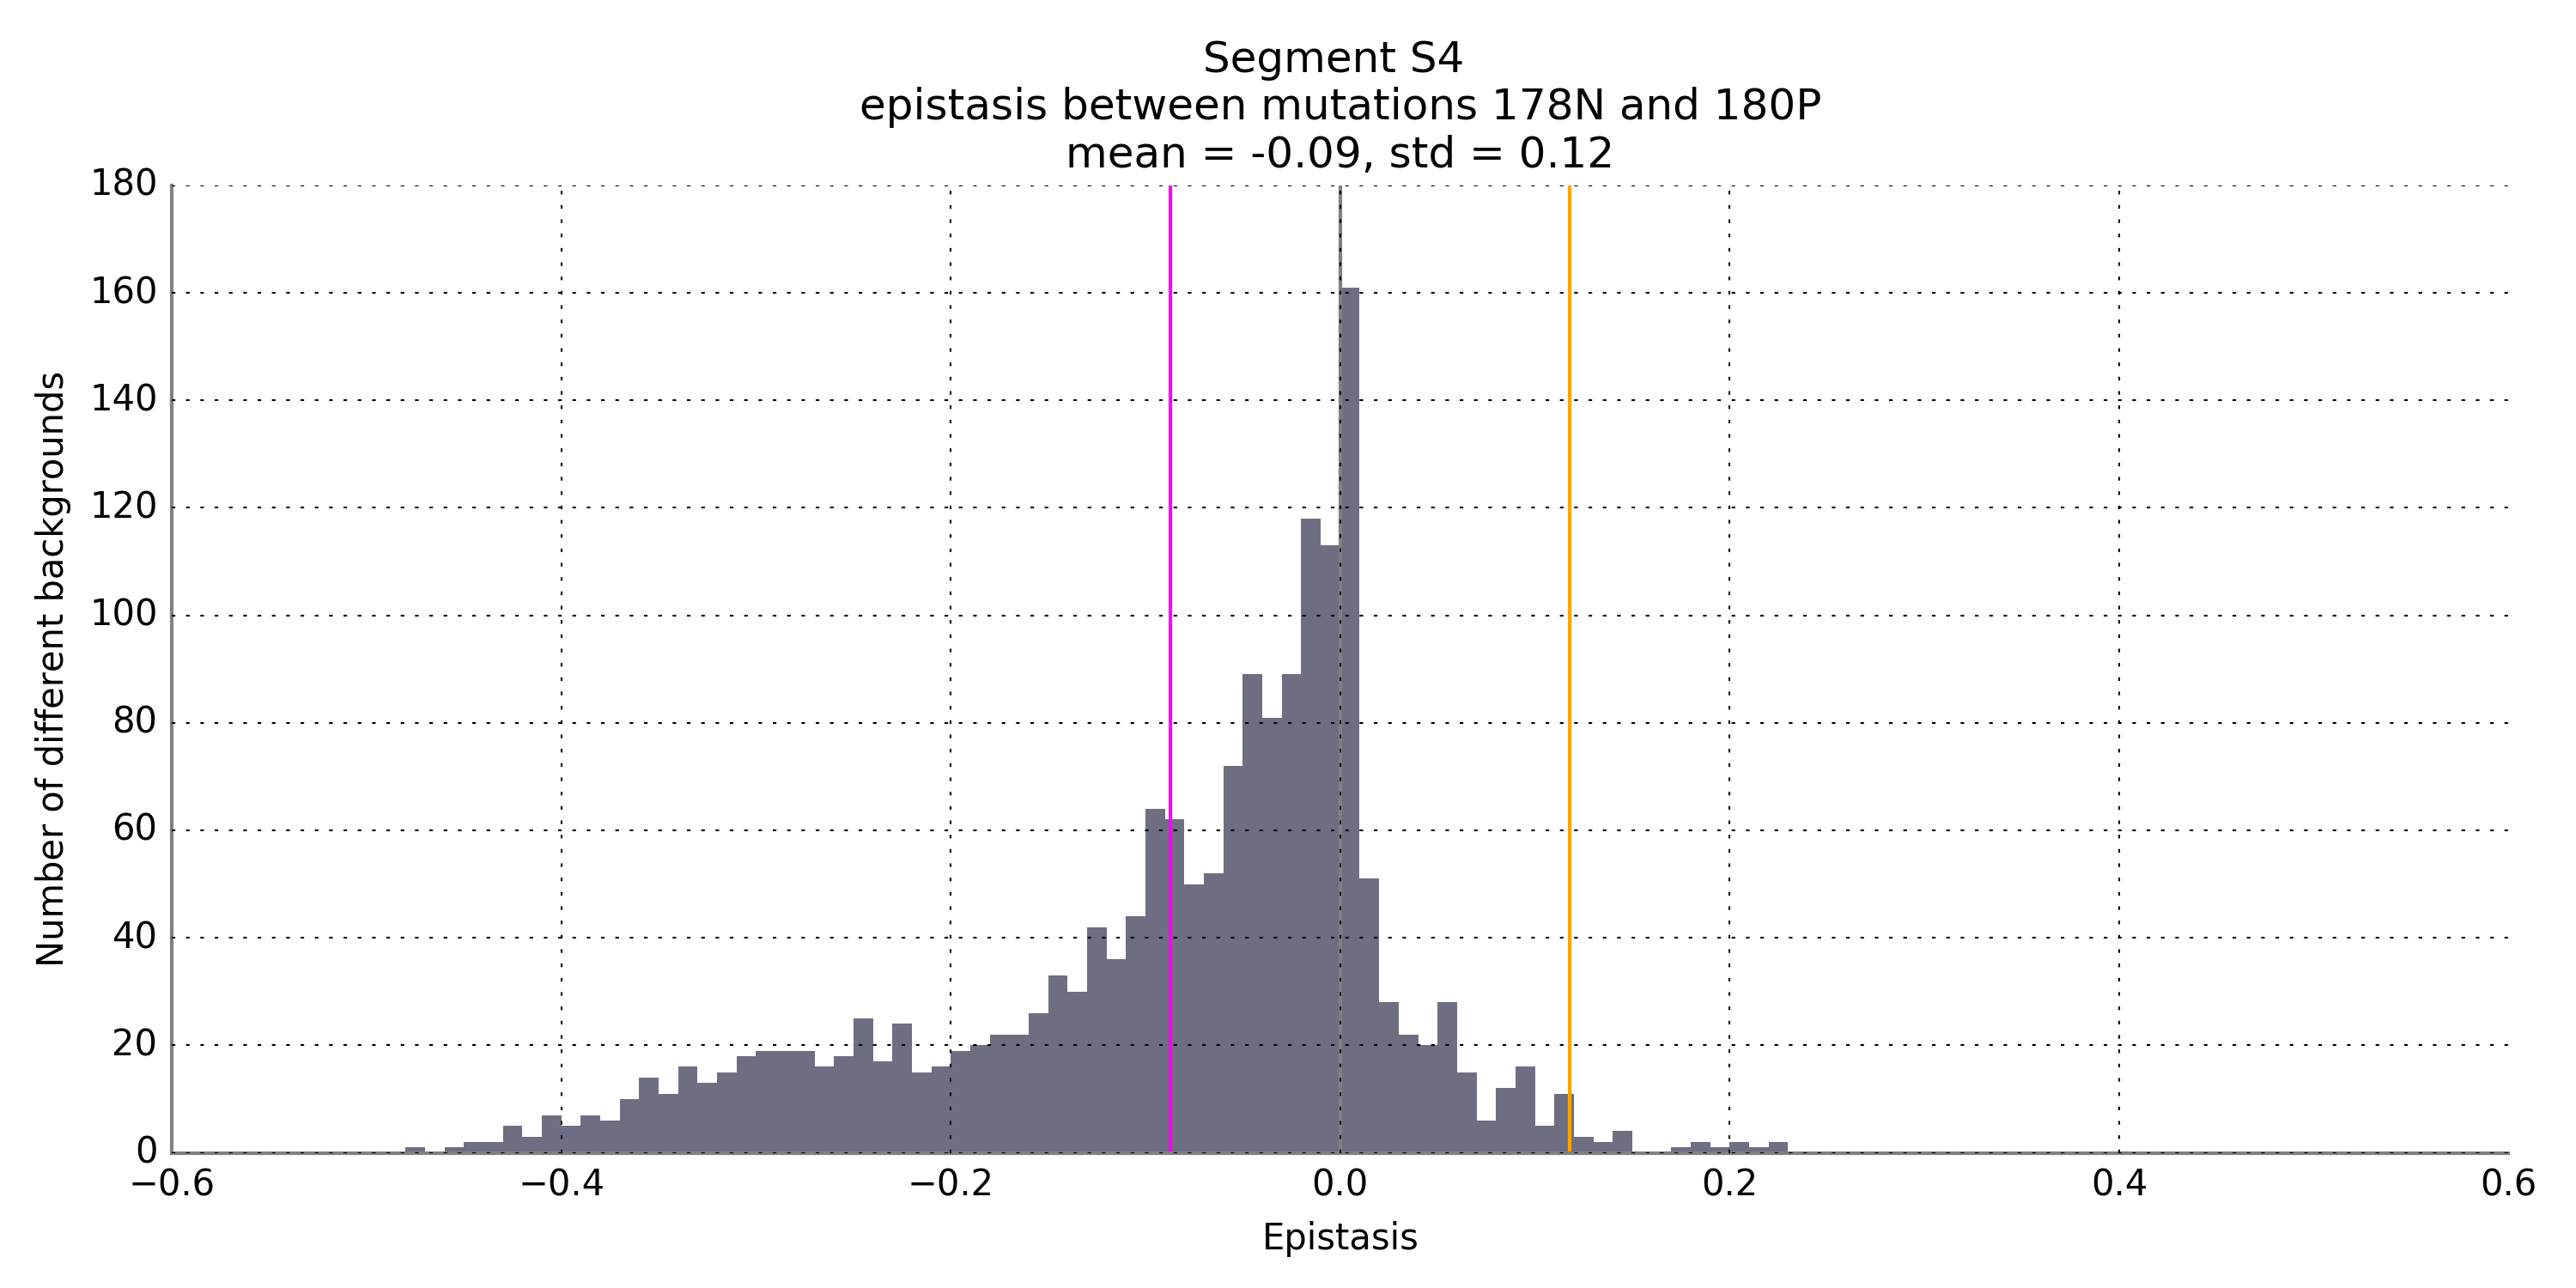 Segment S4
epistasis between mutations 178N and 180P
mean = -0.09, std = 0.12
180
160
140
120
100
80
60
40
20
0
Number of different backgrounds
−0.6 −0.4 −0.2 0.0 0.2 0.4 0.6
Epistasis